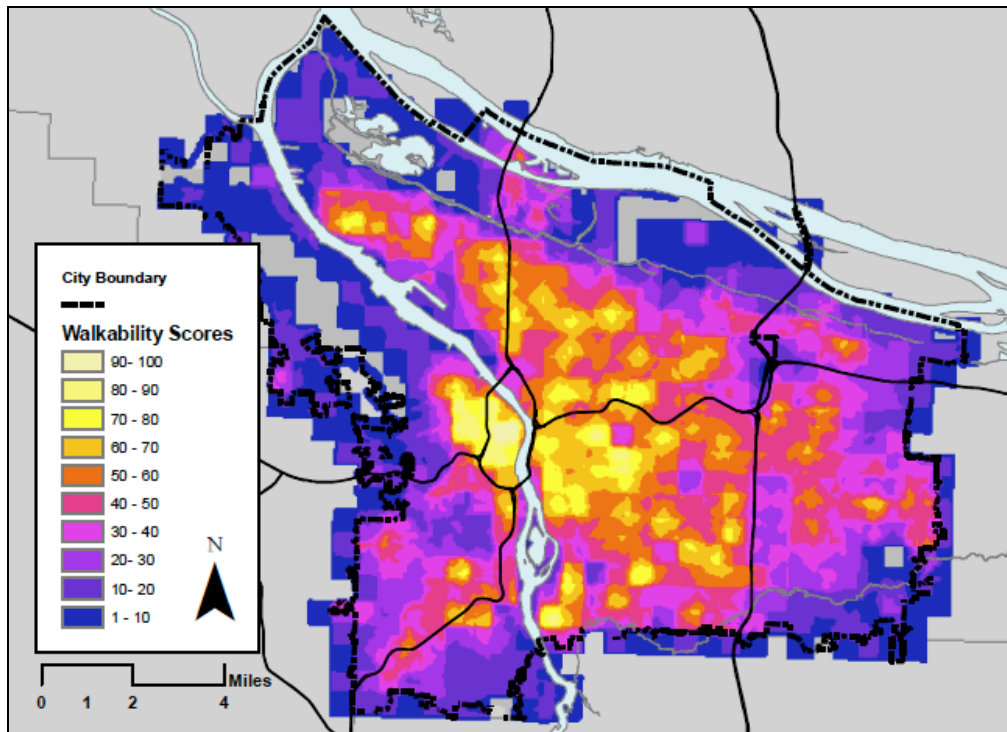 City Boundary
Walkability Scores
90- 100
80 - 90
70 - 80
60 - 70
50 - 60
40 - 50
30 - 40
20 - 30
10- 20
1 - 10
N
Miles
0 1 2 4